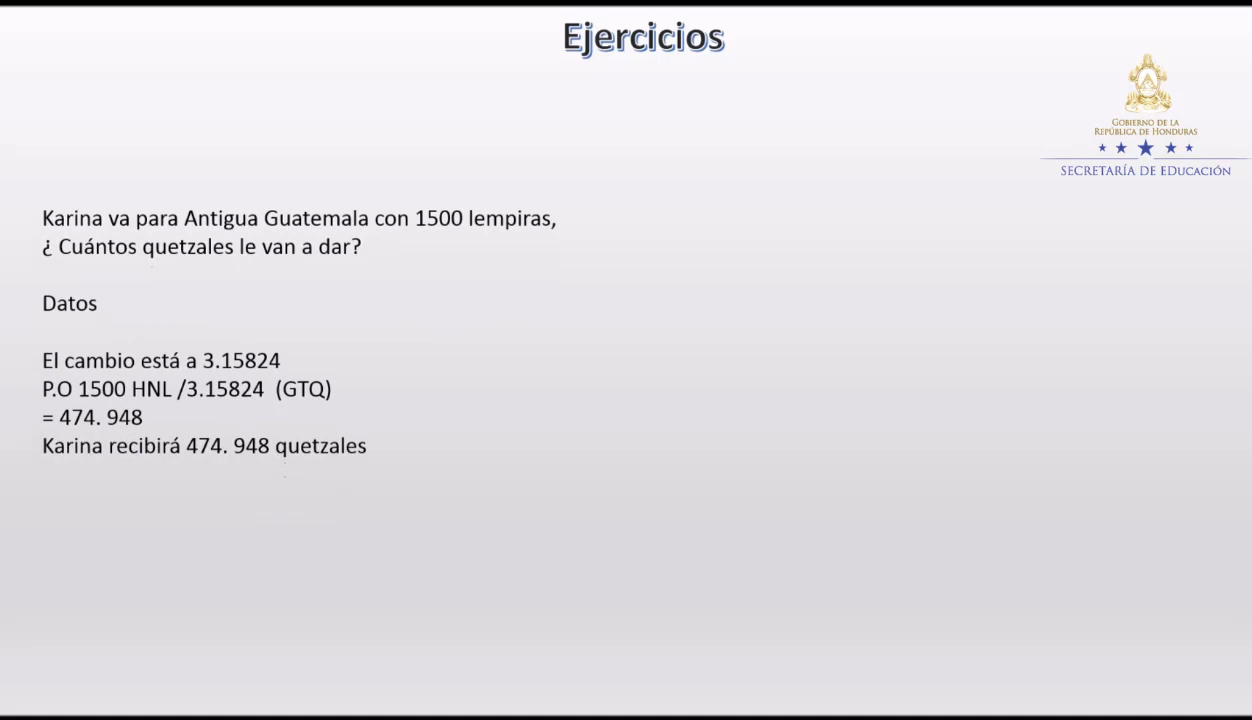 Ejercicios
GOBIERNO DE LA
REPÚBLICA DE HONDURAS
SECRETARÍA DE EDUCACIÓN
Karina va para Antigua Guatemala con 1500 lempiras,
¿ Cuántos quetzales le van a dar?
Datos
El cambio está a 3.15824
P.O 1500 HNL /3.15824 (GTQ)
= 474. 948
Karina recibirá 474. 948 quetzales